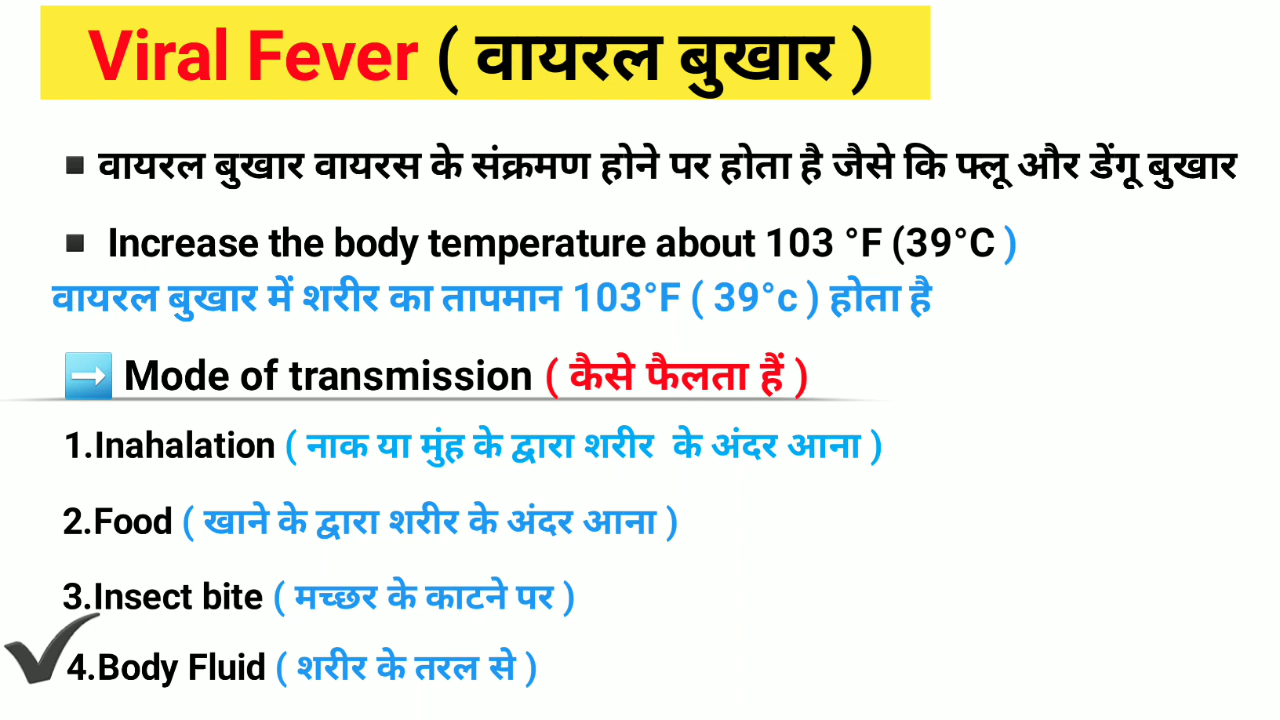 Viral Fever ( वायरल बुखार )
▪ वायरल बुखार वायरस के संक्रमण होने पर होता है जैसे कि फ्लू और डेंगू बुखार
▪ Increase the body temperature about 103 °F (39°C )
वायरल बुखार में शरीर का तापमान 103°F ( 39°c ) होता है
➡ Mode of transmission ( कैसे फैलता हैं )
1.Inahalation ( नाक या मुंह के द्वारा शरीर के अंदर आना )
2.Food ( खाने के द्वारा शरीर के अंदर आना )
3.Insect bite ( मच्छर के काटने पर )
✔4.Body Fluid ( शरीर के तरल से )